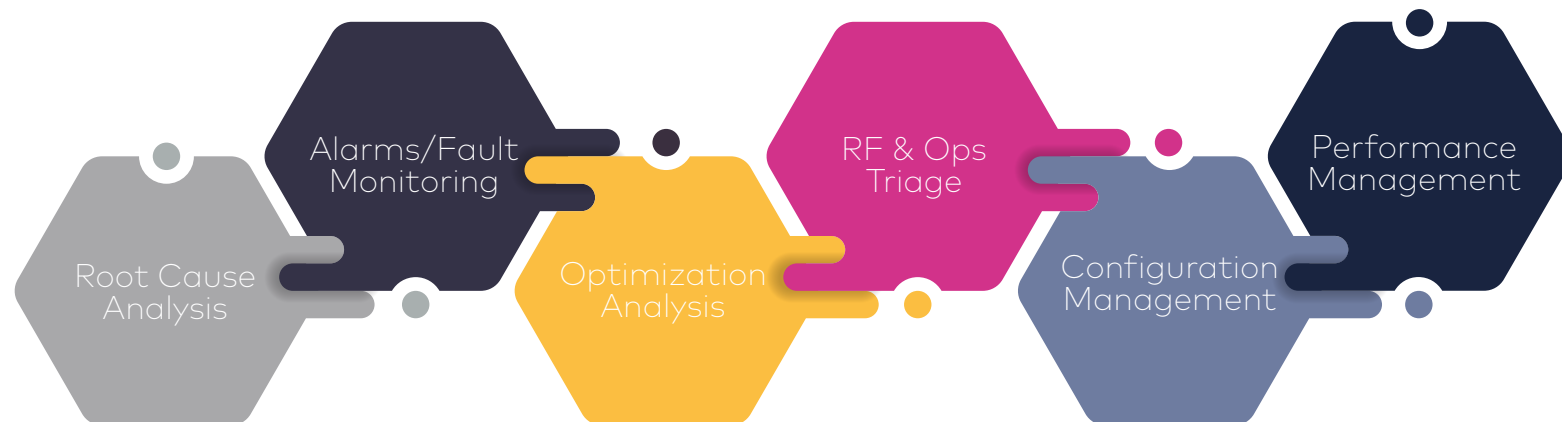 Root Cause
Analysis
Alarms/Fault
Monitoring
Optimization
Analysis
RF & Ops
Triage
Configuration
Management
Performance
Management